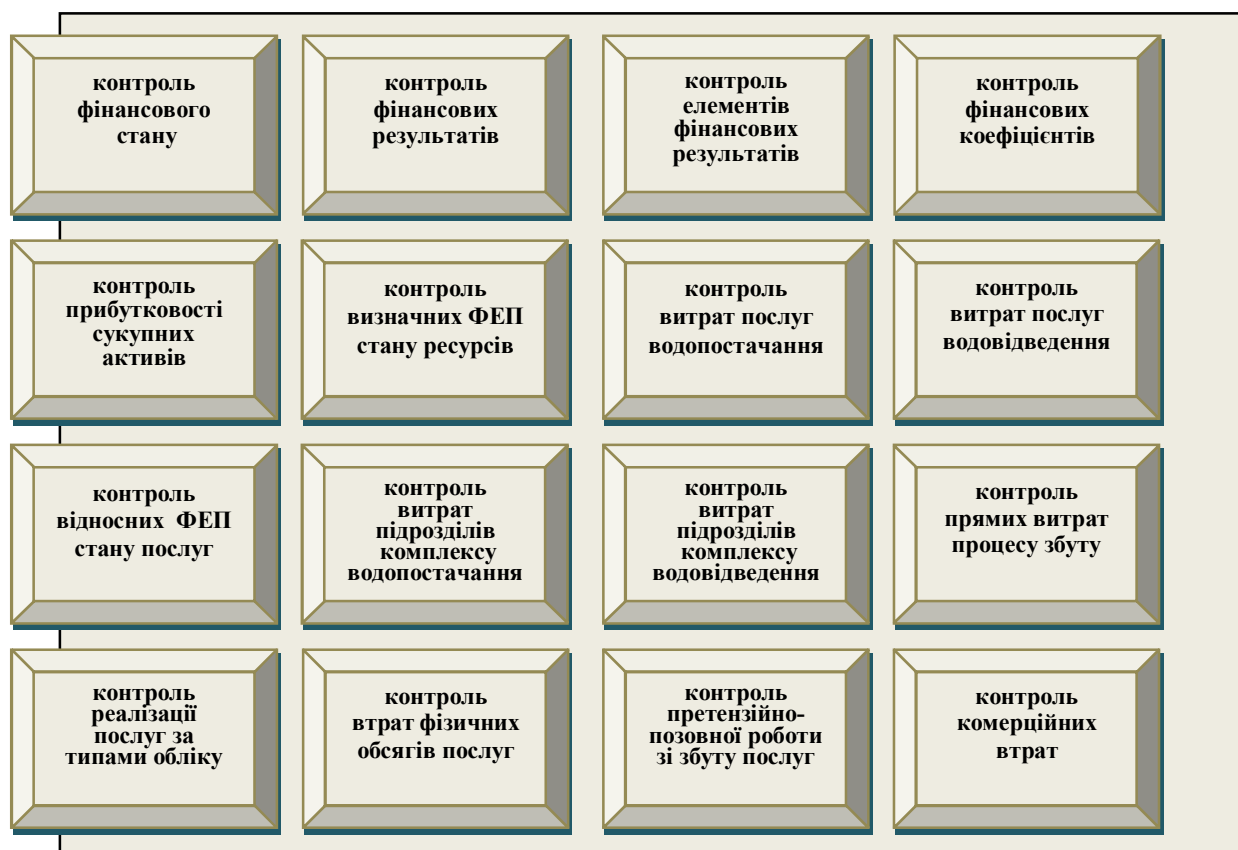 контроль
фінансового
стану
контроль
фінансових
результатів
контроль
елементів
фінансових
результатів
контроль
фінансових
коефіцієнтів
контроль
прибутковості
сукупних
активів
контроль
визначних ФЕП
стану ресурсів
контроль
витрат послуг
водопостачання
контроль
витрат послуг
водовідведення
контроль
відносних ФЕП
стану послуг
контроль
витрат
підрозділів
комплексу
водопостачання
контроль
витрат
підрозділів
комплексу
водовідведення
контроль
прямих витрат
процесу збуту
контроль
реалізації
послуг за
типами обліку
контроль
втрат фізичних
обсягів послуг
контроль
претензійно-
позовної роботи
зі збуту послуг
контроль
комерційних
втрат